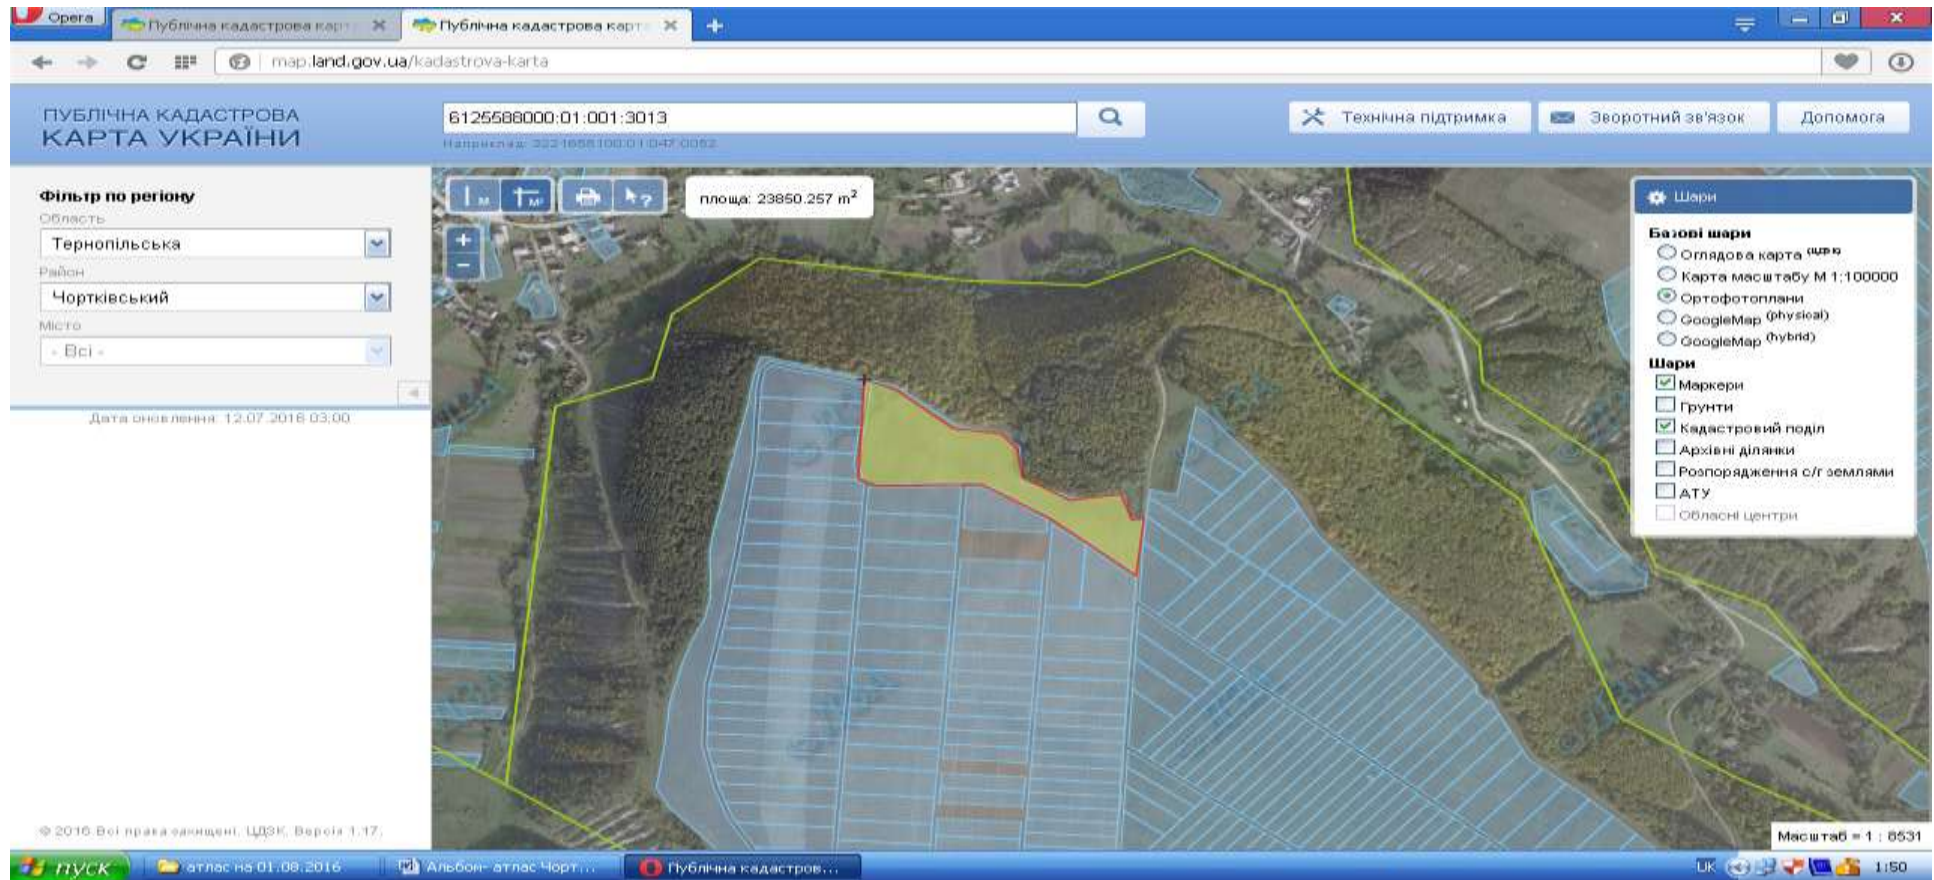 Opera
Публічна кадастрова карт
Публічна кадастрова карт
map.land.gov.ua/kadastrova-karta
ПУБЛІЧНА КАДАСТРОВА
КАРТА УКРАЇНИ
6125588000:01:001:3013
Технічна підтримка
Зворотний зв'язок
Допомога
Фільтр по регіону
Область
Тернопільська
Район
Чортківський
Місто
- Всі -
Дата оновлення: 12.07.2016 03:00
© 2016 Всі права захищені, ЦДЗК, Версія 1.17,
м
м²
площа: 23850.257 m²
+
−
Шари
Базові шари
Оглядова карта
Карта масштабу М 1:100000
Ортофотоплани
GoogleMap (physical)
GoogleMap (hybrid)
Шари
Маркери
Грунти
Кадастровий поділ
Архівні ділянки
Розпорядження с/г землями
АТУ
Обласні центри
Масштаб = 1 : 8531
пуск
атлас на 01.08.2016
Альбом- атлас Чорт...
Публічна кадастров...
UK
1:50